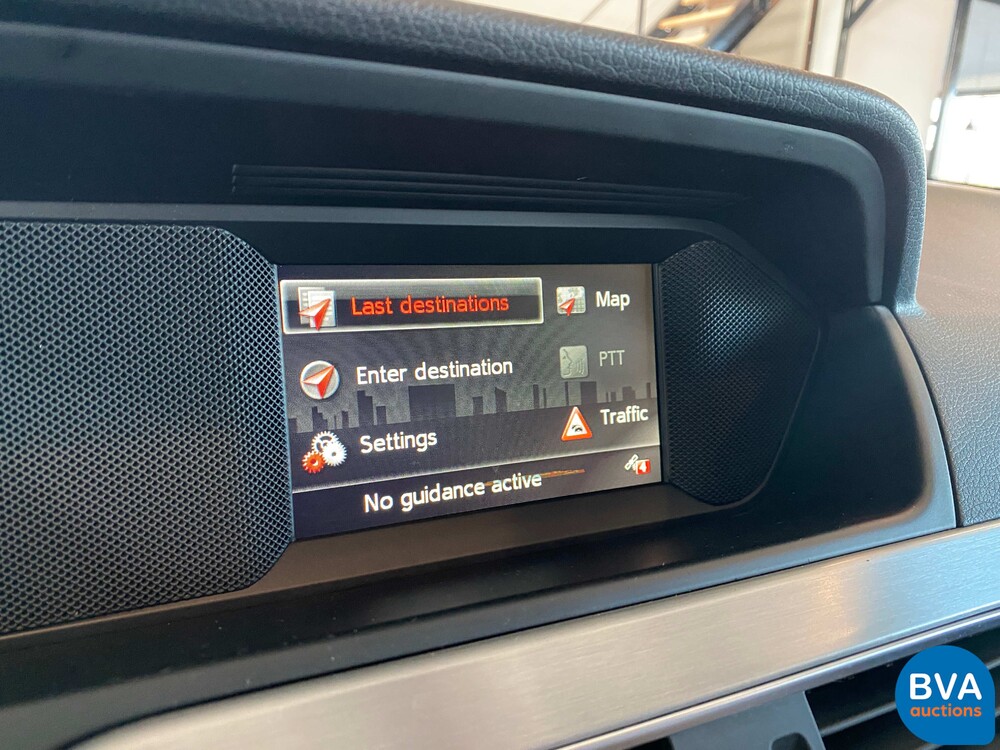 Last destinations
Map
Enter destination
PTT
Settings
Traffic
No guidance active
BVA
auctions